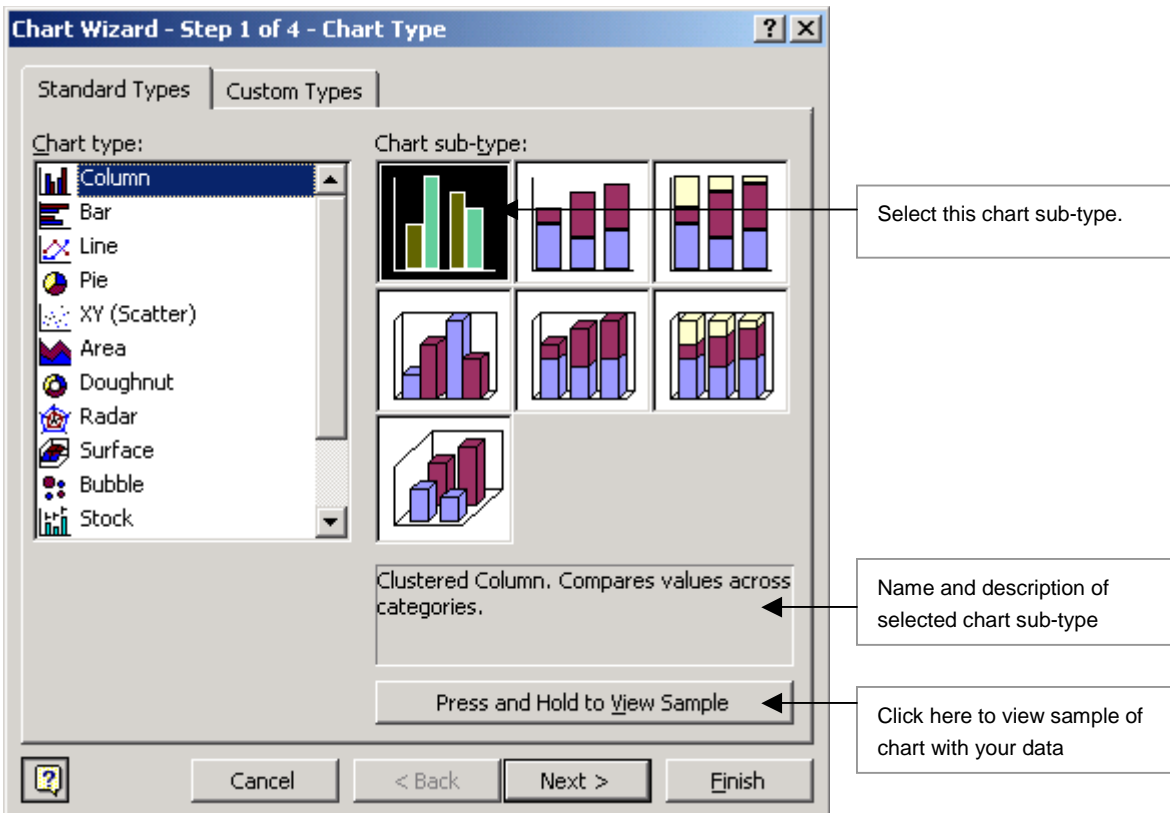 Chart Wizard - Step 1 of 4 - Chart Type
Standard Types
Custom Types
Chart type:
Column
Bar
Line
Pie
XY (Scatter)
Area
Doughnut
Radar
Surface
Bubble
Stock
Chart sub-type:
Select this chart sub-type.
Clustered Column. Compares values across
categories.
Name and description of
selected chart sub-type
Press and Hold to View Sample
Click here to view sample of
chart with your data
Cancel
< Back
Next >
Finish